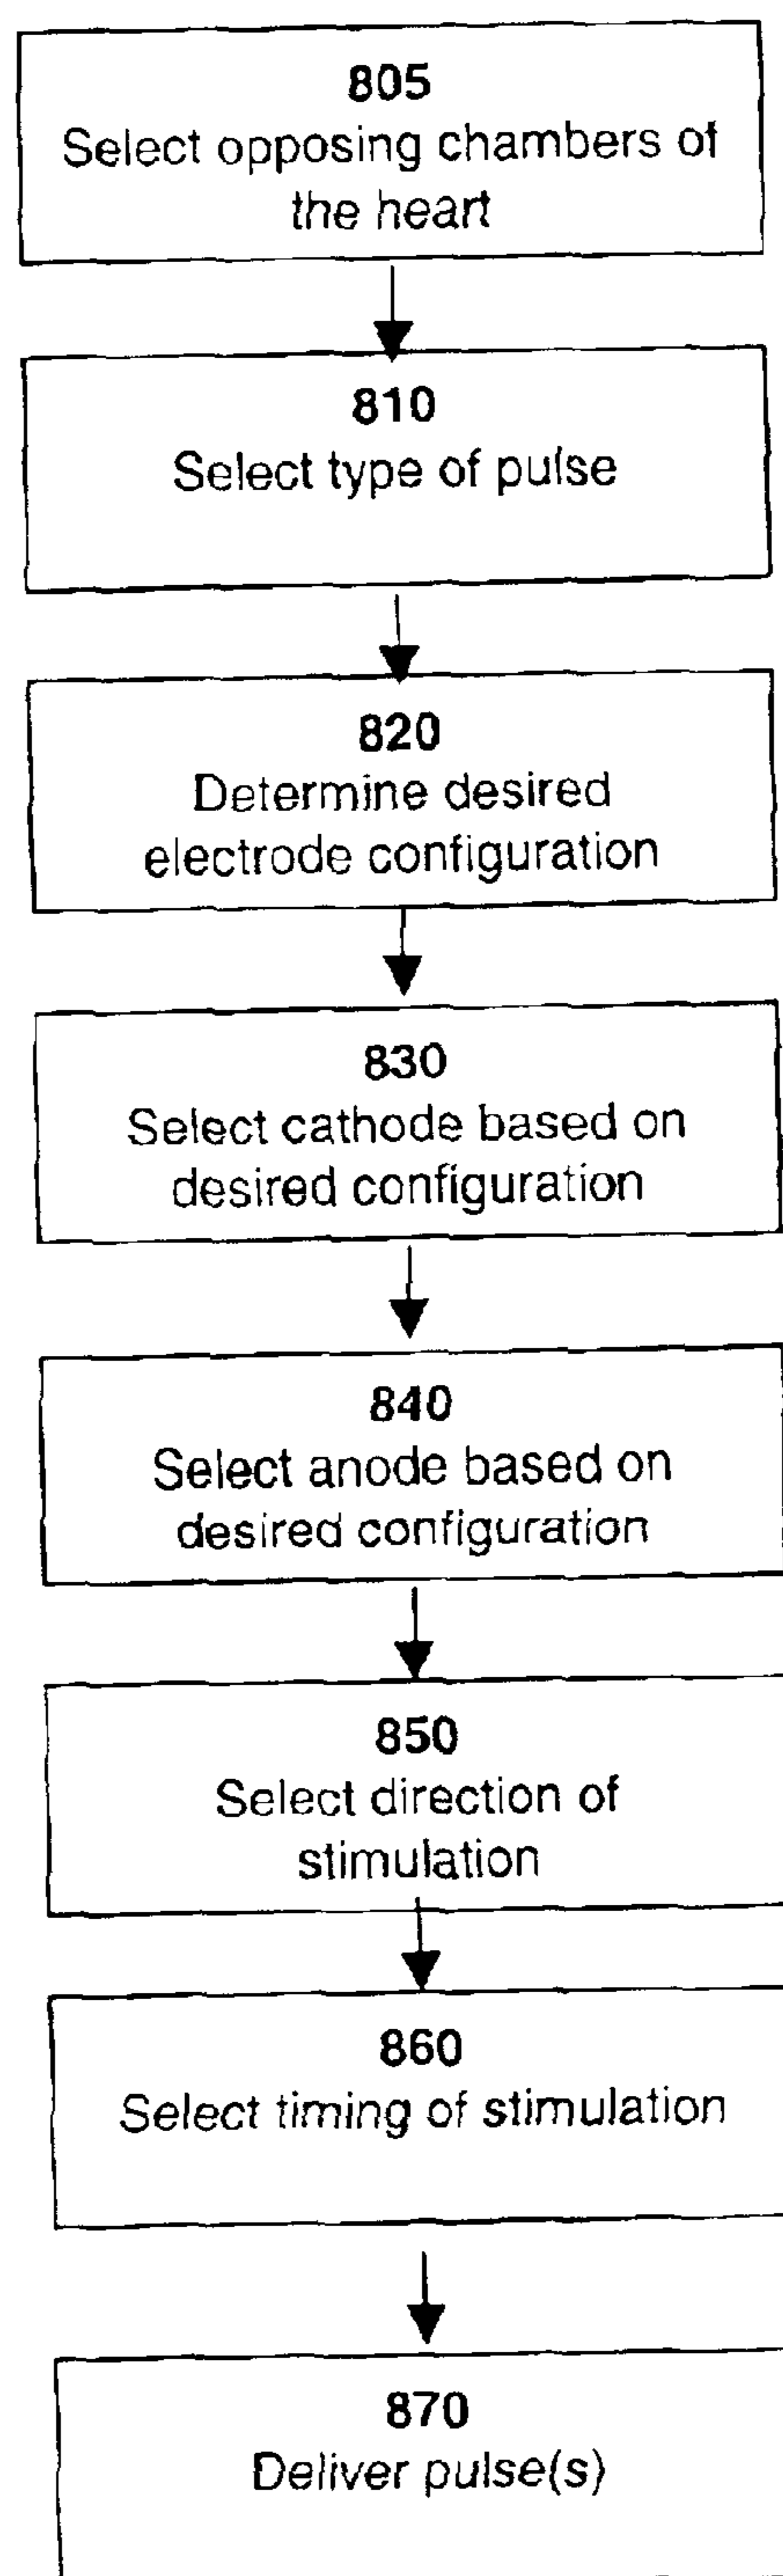 805
Select opposing chambers of
the heart
810
Select type of pulse
820
Determine desired
electrode configuration
830
Select cathode based on
desired configuration
840
Select anode based on
desired configuration
850
Select direction of
stimulation
860
Select timing of stimulation
870
Deliver pulse(s)